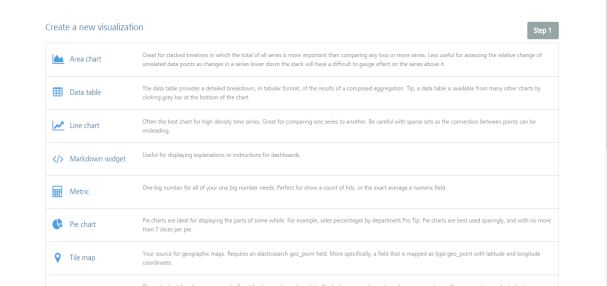 Create a new visualization
Step 1
Area chart
Great for stacked timelines in which the total of all series is more important than comparing any two or more series. Less useful for assessing the relative change of
unrelated data points as changes in a series lower down the stack will have a difficult to gauge effect on the series above it.
Data table
The data table provides a detailed breakdown, in tabular format, of the results of a composed aggregation. Tip, a data table is available from many other charts by
clicking grey bar at the bottom of the chart.
Line chart
Often the best chart for high density time series. Great for comparing one series to another. Be careful with sparse sets as the connection between points can be
misleading.
Markdown widget
Useful for displaying explanations or instructions for dashboards.
Metric
One big number for all of your one big number needs. Perfect for show a count of hits, or the exact average a numeric field.
Pie chart
Pie charts are ideal for displaying the parts of some whole. For example, sales percentages by department.Pro Tip: Pie charts are best used sparingly, and with no more
than 7 slices per pie.
Tile map
Your source for geographic maps. Requires an elasticsearch geo_point field. More specifically, a field that is mapped as type:geo_point with latitude and longitude
coordinates.